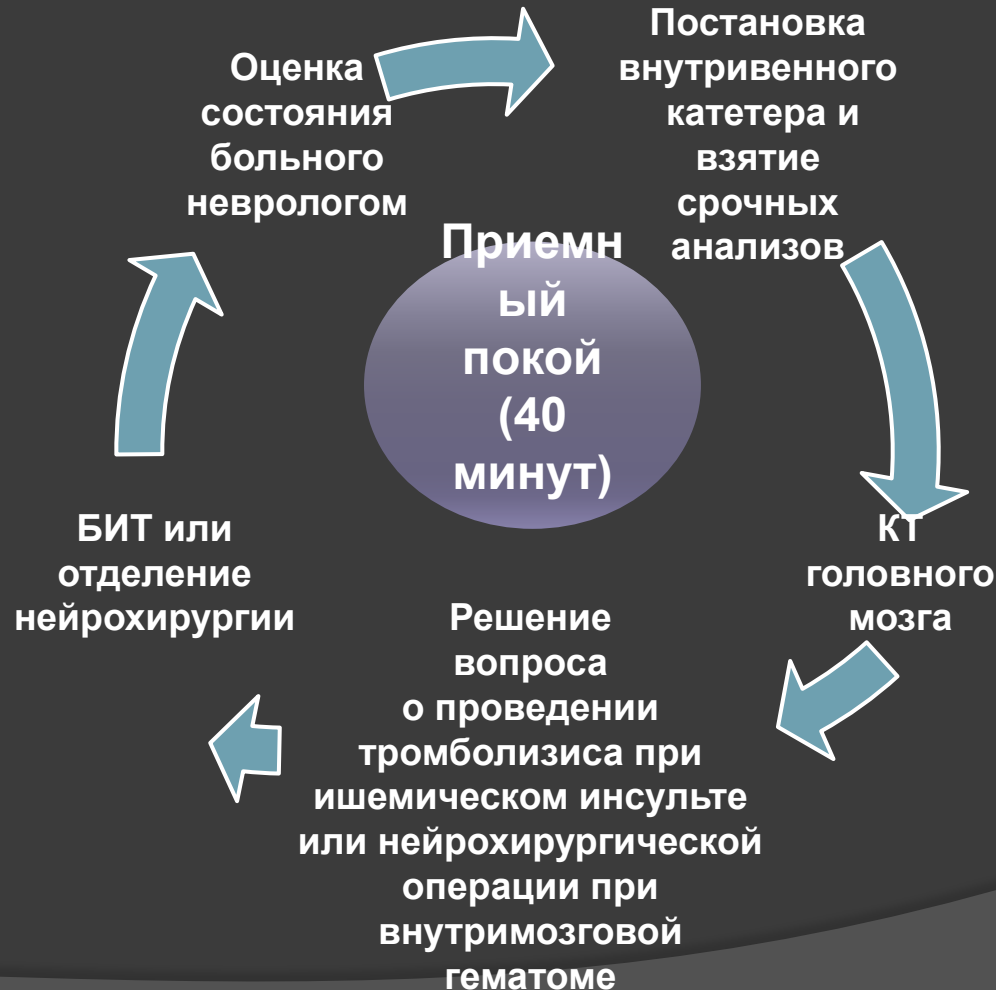 Оценка
состояния
больного
неврологом
Постановка
внутривенного
катетера и
взятие
срочных
анализов
Приемн
ый
покой
(40
минут)
КТ
головного
мозга
Решение
вопроса
о проведении
тромболизиса при
ишемическом инсульте
или нейрохирургической
операции при
внутримозговой
гематоме
БИТ или
отделение
нейрохирургии